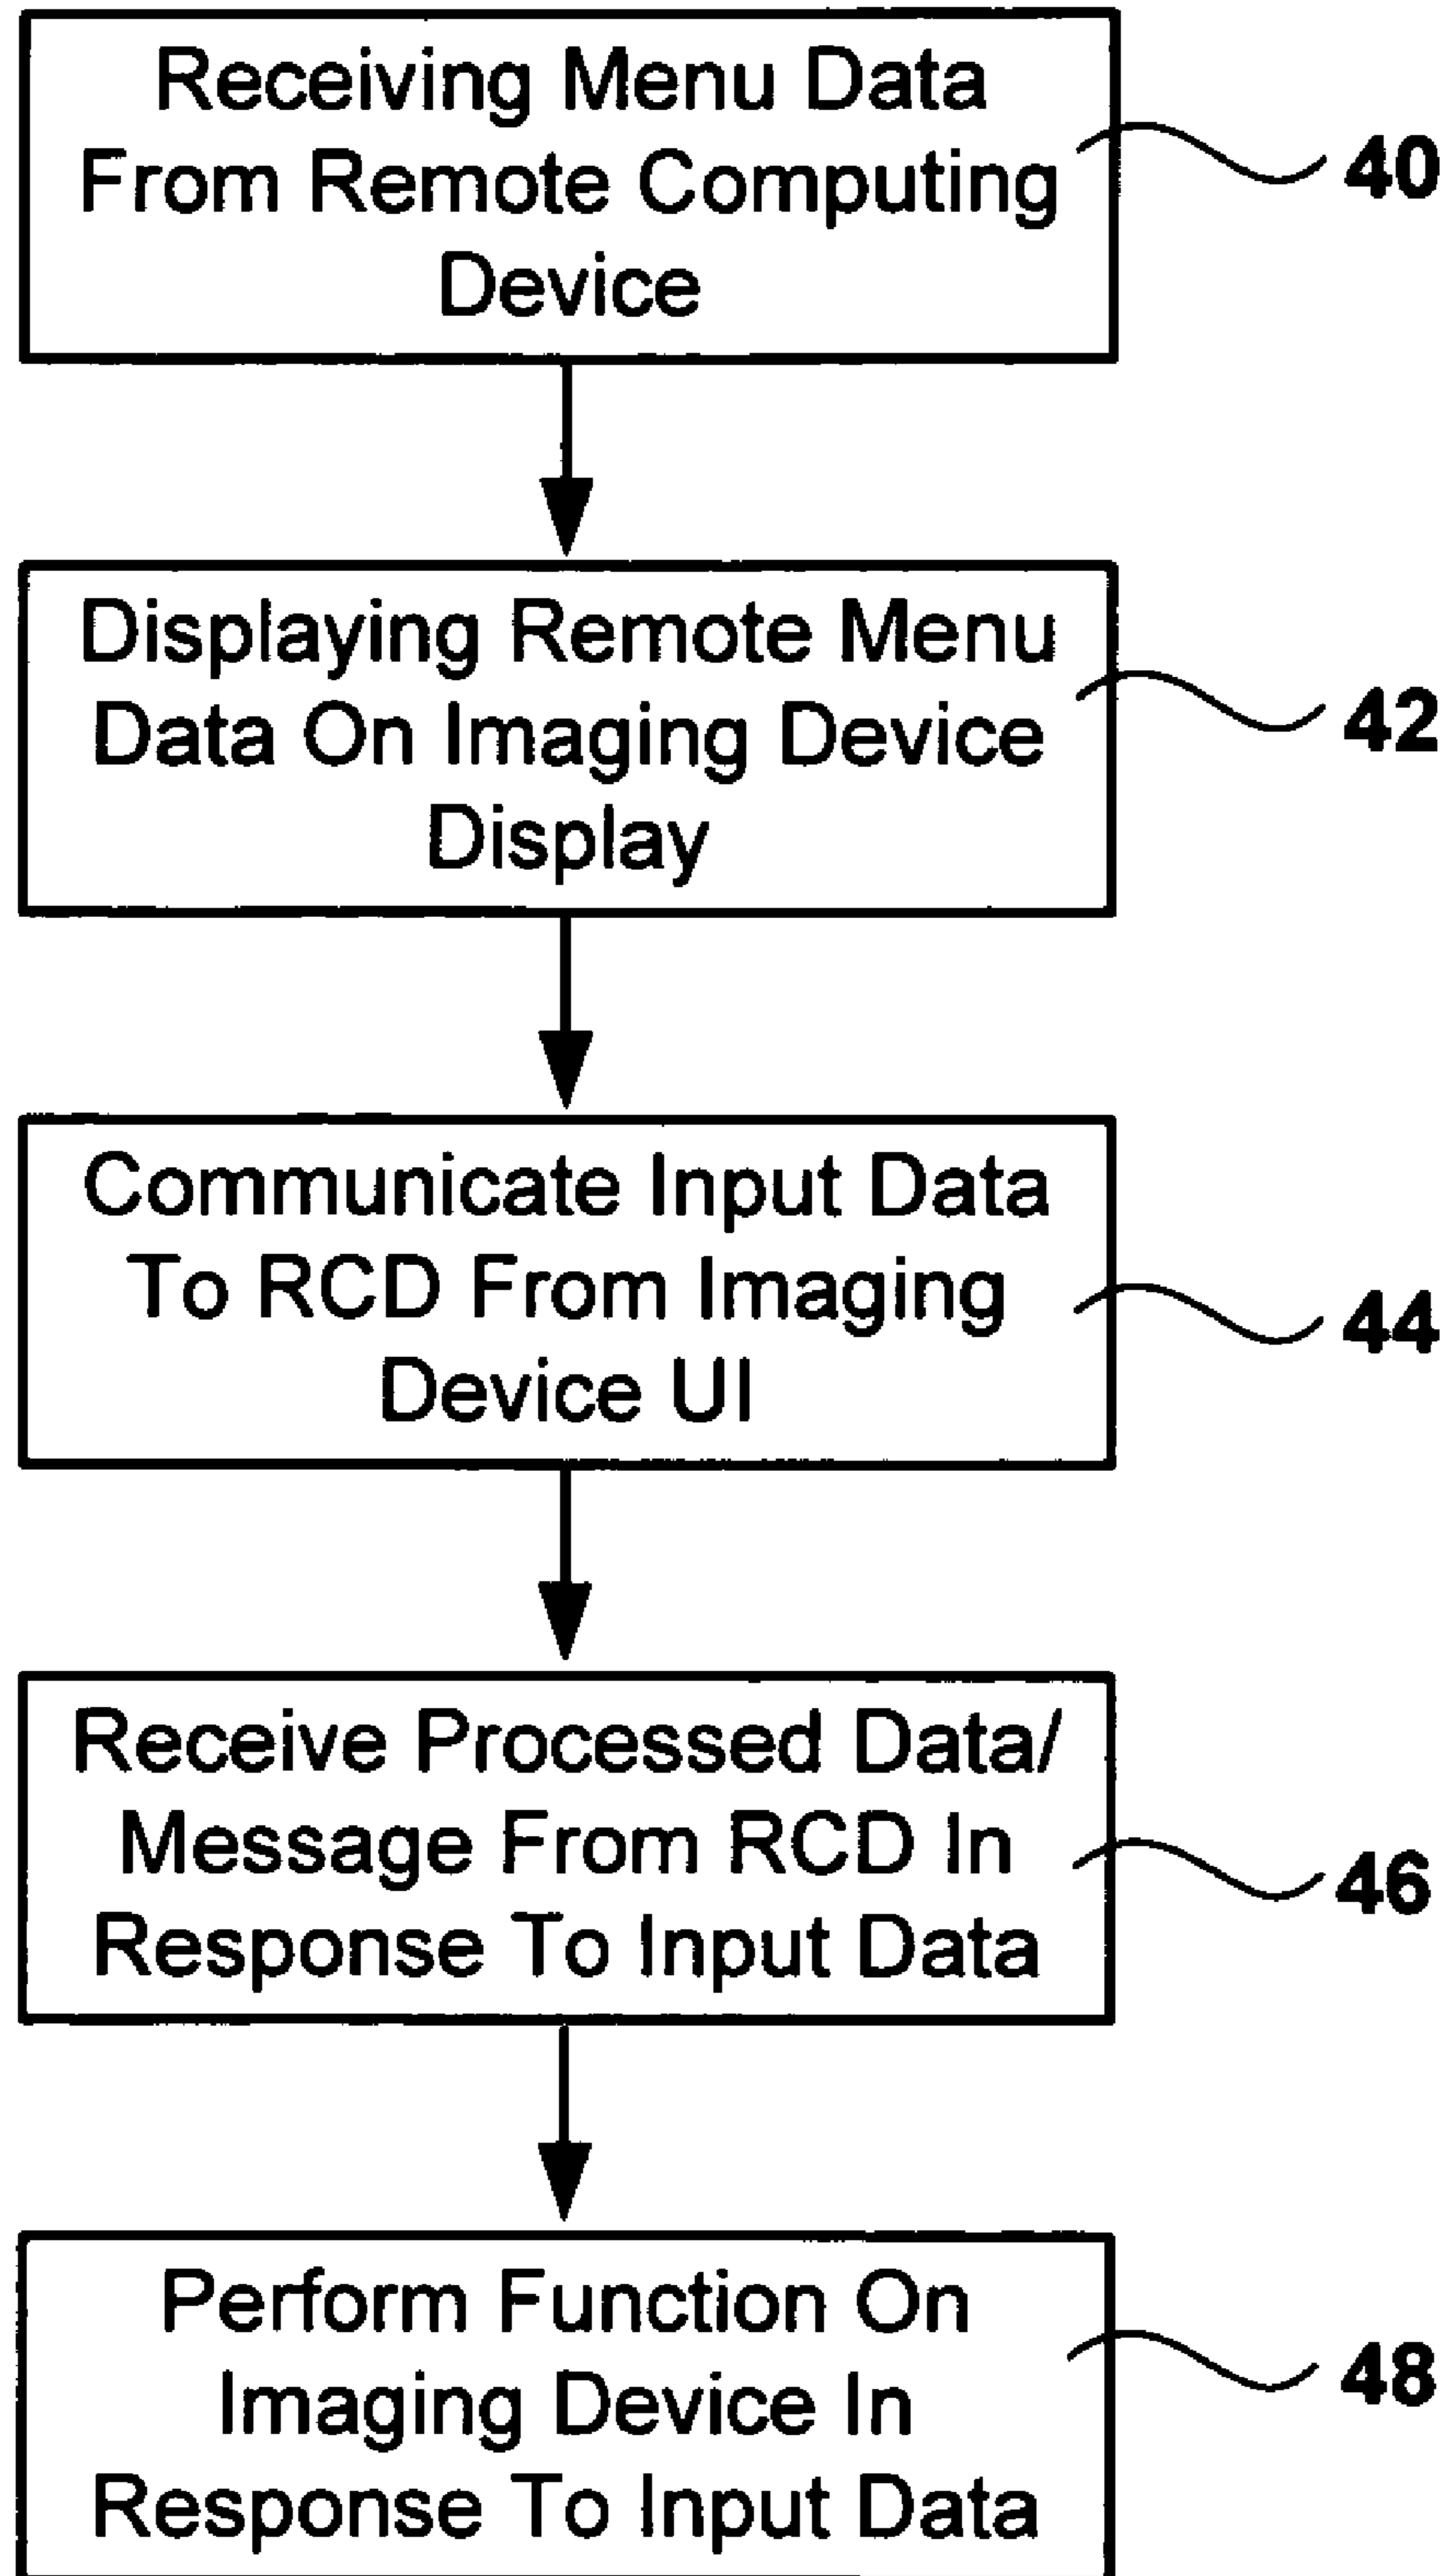 Receiving Menu Data
From Remote Computing
Device
40
Displaying Remote Menu
Data On Imaging Device
Display
42
Communicate Input Data
To RCD From Imaging
Device UI
44
Receive Processed Data/
Message From RCD In
Response To Input Data
46
Perform Function On
Imaging Device In
Response To Input Data
48